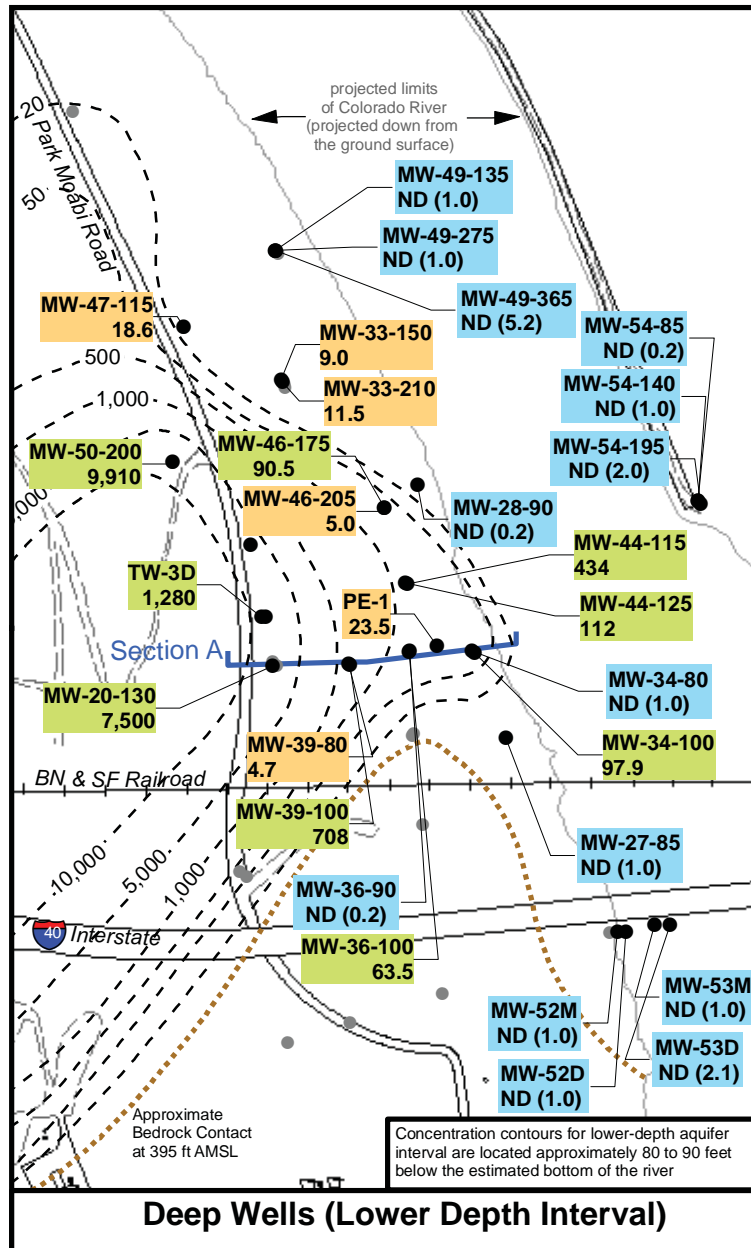 20
50
Park Moabi Road
projected limits
of Colorado River
(projected down from
the ground surface)
MW-49-135
ND (1.0)
MW-49-275
ND (1.0)
MW-49-365
ND (5.2)
MW-47-115
18.6
MW-33-150
9.0
MW-33-210
11.5
MW-54-85
ND (0.2)
MW-54-140
ND (1.0)
MW-54-195
ND (2.0)
500
1,000
MW-50-200
9,910
MW-46-175
90.5
MW-46-205
5.0
MW-28-90
ND (0.2)
MW-44-115
434
MW-44-125
112
TW-3D
1,280
PE-1
23.5
Section A
MW-20-130
7,500
MW-34-80
ND (1.0)
MW-34-100
97.9
MW-39-80
4.7
BN & SF Railroad
MW-39-100
708
MW-27-85
ND (1.0)
10,000
5,000
1,000
MW-36-90
ND (0.2)
MW-36-100
63.5
40
Interstate
MW-52M
ND (1.0)
MW-53M
ND (1.0)
MW-52D
ND (1.0)
MW-53D
ND (2.1)
Approximate
Bedrock Contact
at 395 ft AMSL
Concentration contours for lower-depth aquifer
interval are located approximately 80 to 90 feet
below the estimated bottom of the river
Deep Wells (Lower Depth Interval)